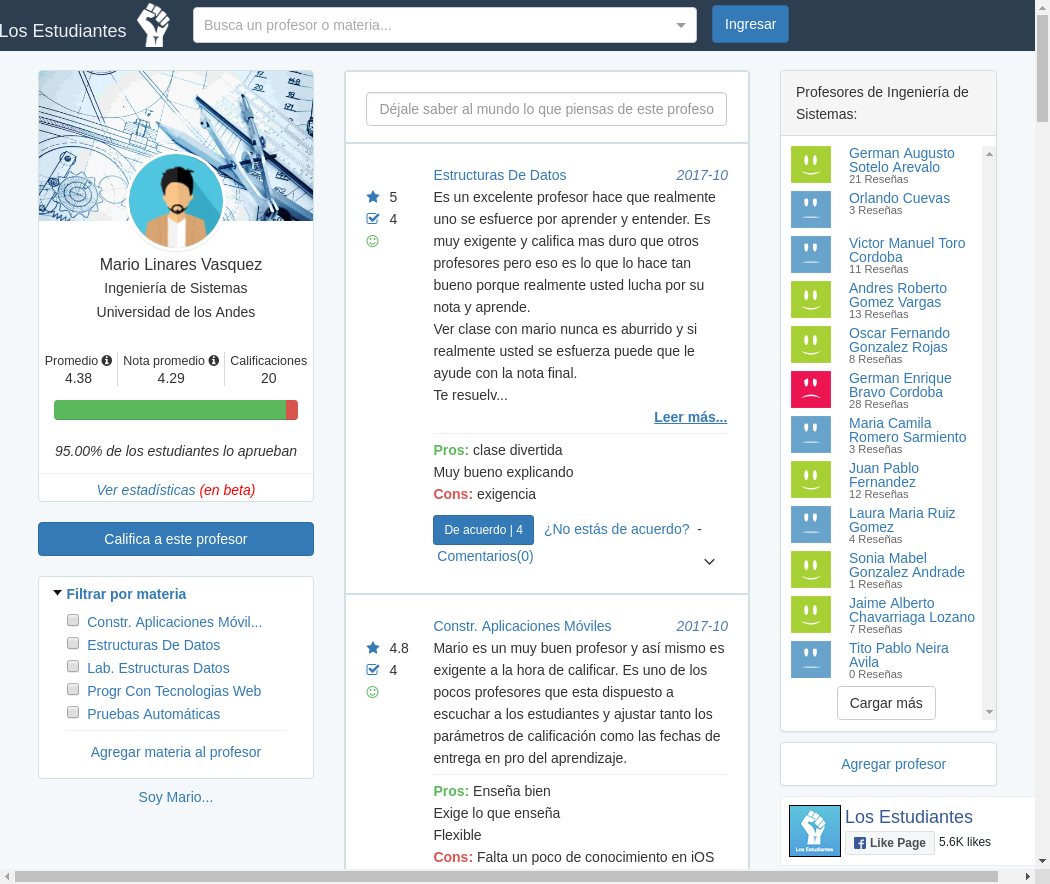 Los Estudiantes
Busca un profesor o materia...
Ingresar
Mario Linares Vasquez
Ingeniería de Sistemas
Universidad de los Andes
Promedio
4.38
Nota promedio
4.29
Calificaciones
20
95.00% de los estudiantes lo aprueban
Ver estadísticas (en beta)
Califica a este profesor
Filtrar por materia
Constr. Aplicaciones Móvil...
Estructuras De Datos
Lab. Estructuras Datos
Progr Con Tecnologias Web
Pruebas Automáticas
Agregar materia al profesor
Soy Mario...
Déjale saber al mundo lo que piensas de este profeso
Estructuras De Datos 2017-10
5
4
Es un excelente profesor hace que realmente
uno se esfuerce por aprender y entender. Es
muy exigente y califica mas duro que otros
profesores pero eso es lo que lo hace tan
bueno porque realmente usted lucha por su
nota y aprende.
Ver clase con mario nunca es aburrido y si
realmente usted se esfuerza puede que le
ayude con la nota final.
Te resuelv...
Leer más...
Pros: clase divertida
Muy bueno explicando
Cons: exigencia
De acuerdo | 4 ¿No estás de acuerdo? -
Comentarios(0)
Constr. Aplicaciones Móviles 2017-10
4.8
4
Mario es un muy buen profesor y así mismo es
exigente a la hora de calificar. Es uno de los
pocos profesores que esta dispuesto a
escuchar a los estudiantes y ajustar tanto los
parámetros de calificación como las fechas de
entrega en pro del aprendizaje.
Pros: Enseña bien
Exige lo que enseña
Flexible
Cons: Falta un poco de conocimiento en iOS
Profesores de Ingeniería de
Sistemas:
German Augusto
Sotelo Arevalo
21 Reseñas
Orlando Cuevas
3 Reseñas
Victor Manuel Toro
Cordoba
11 Reseñas
Andres Roberto
Gomez Vargas
13 Reseñas
Oscar Fernando
Gonzalez Rojas
8 Reseñas
German Enrique
Bravo Cordoba
28 Reseñas
Maria Camila
Romero Sarmiento
3 Reseñas
Juan Pablo
Fernandez
12 Reseñas
Laura Maria Ruiz
Gomez
4 Reseñas
Sonia Mabel
Gonzalez Andrade
1 Reseñas
Jaime Alberto
Chavarriaga Lozano
7 Reseñas
Tito Pablo Neira
Avila
0 Reseñas
Cargar más
Agregar profesor
Los Estudiantes
Los Estudiantes
Like Page 5.6K likes